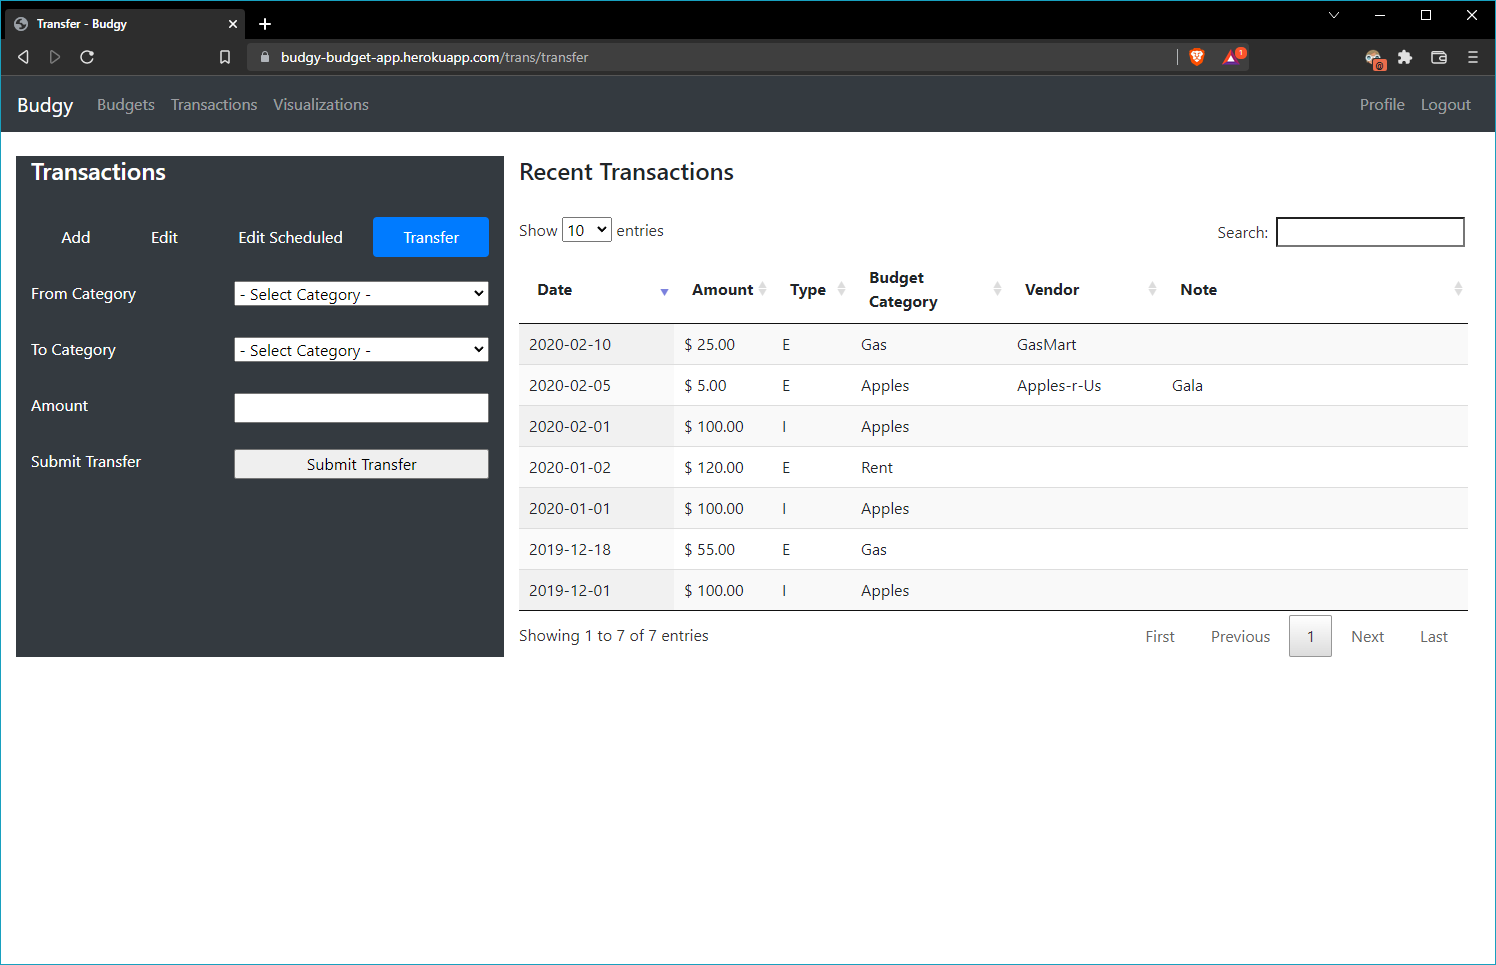 Transfer - Budgy
budgy-budget-app.herokuapp.com/trans/transfer
1
Budgy Budgets Transactions Visualizations Profile Logout
Transactions
Add Edit Edit Scheduled Transfer
From Category - Select Category -
To Category - Select Category -
Amount
Submit Transfer Submit Transfer
Recent Transactions
Show 10 entries Search:
Date Amount Type Budget Category Vendor Note
2020-02-10 $ 25.00 E Gas GasMart
2020-02-05 $ 5.00 E Apples Apples-r-Us Gala
2020-02-01 $ 100.00 I Apples
2020-01-02 $ 120.00 E Rent
2020-01-01 $ 100.00 I Apples
2019-12-18 $ 55.00 E Gas
2019-12-01 $ 100.00 I Apples
Showing 1 to 7 of 7 entries First Previous 1 Next Last